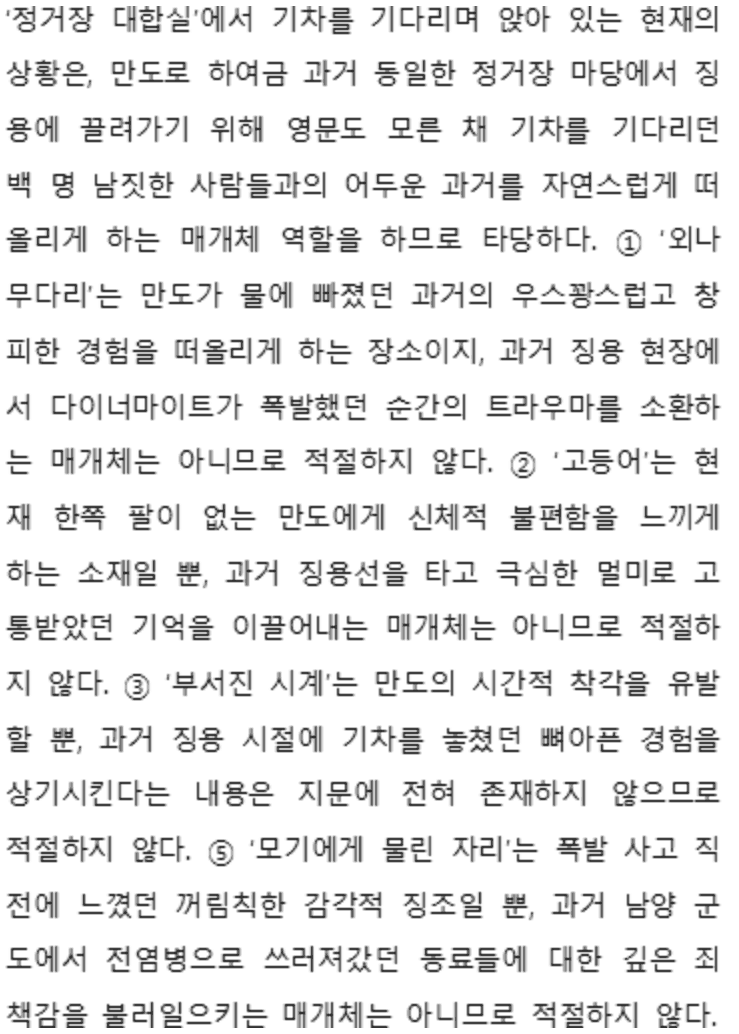 ‘정거장 대합실’에서 기차를 기다리며 앉아 있는 현재의
상황은, 만도로 하여금 과거 동일한 정거장 마당에서 징
용에 끌려가기 위해 영문도 모른 채 기차를 기다리던
백 명 남짓한 사람들과의 어두운 과거를 자연스럽게 떠
올리게 하는 매개체 역할을 하므로 타당하다. ① ‘외나
무다리’는 만도가 물에 빠졌던 과거의 우스꽝스럽고 창
피한 경험을 떠올리게 하는 장소이지, 과거 징용 현장에
서 다이너마이트가 폭발했던 순간의 트라우마를 소환하
는 매개체는 아니므로 적절하지 않다. ② ‘고등어’는 현
재 한쪽 팔이 없는 만도에게 신체적 불편함을 느끼게
하는 소재일 뿐, 과거 징용선을 타고 극심한 멀미로 고
통받았던 기억을 이끌어내는 매개체는 아니므로 적절하
지 않다. ③ ‘부서진 시계’는 만도의 시간적 착각을 유발
할 뿐, 과거 징용 시절에 기차를 놓쳤던 뼈아픈 경험을
상기시킨다는 내용은 지문에 전혀 존재하지 않으므로
적절하지 않다. ⑤ ‘모기에게 물린 자리’는 폭발 사고 직
전에 느꼈던 꺼림칙한 감각적 징조일 뿐, 과거 남양 군
도에서 전염병으로 쓰러져갔던 동료들에 대한 깊은 죄
책감을 불러일으키는 매개체는 아니므로 적절하지 않다.